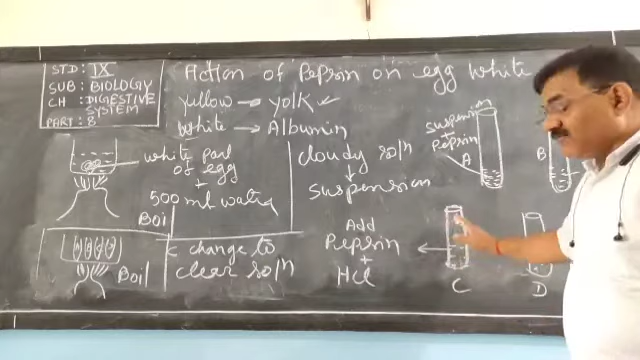 STD: IX
SUB: BIOLOGY
CH: DIGESTIVE
SYSTEM
PART: 8
Action of Pepsin on egg white
yellow → yolk ✓
White → Albumin
white part
of egg
+
500 ml water
Boil
cloudy soln
↓
suspension
suspension
+
Pepsin
A
B
Boil
change to
clear soln
Add
Pepsin
+
HCl
C
D